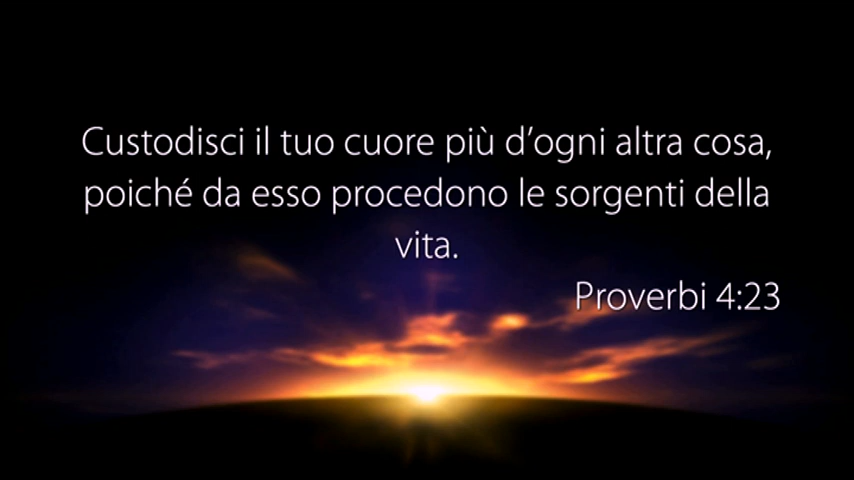 Custodisci il tuo cuore più d’ogni altra cosa,
poiché da esso procedono le sorgenti della
vita.
Proverbi 4:23